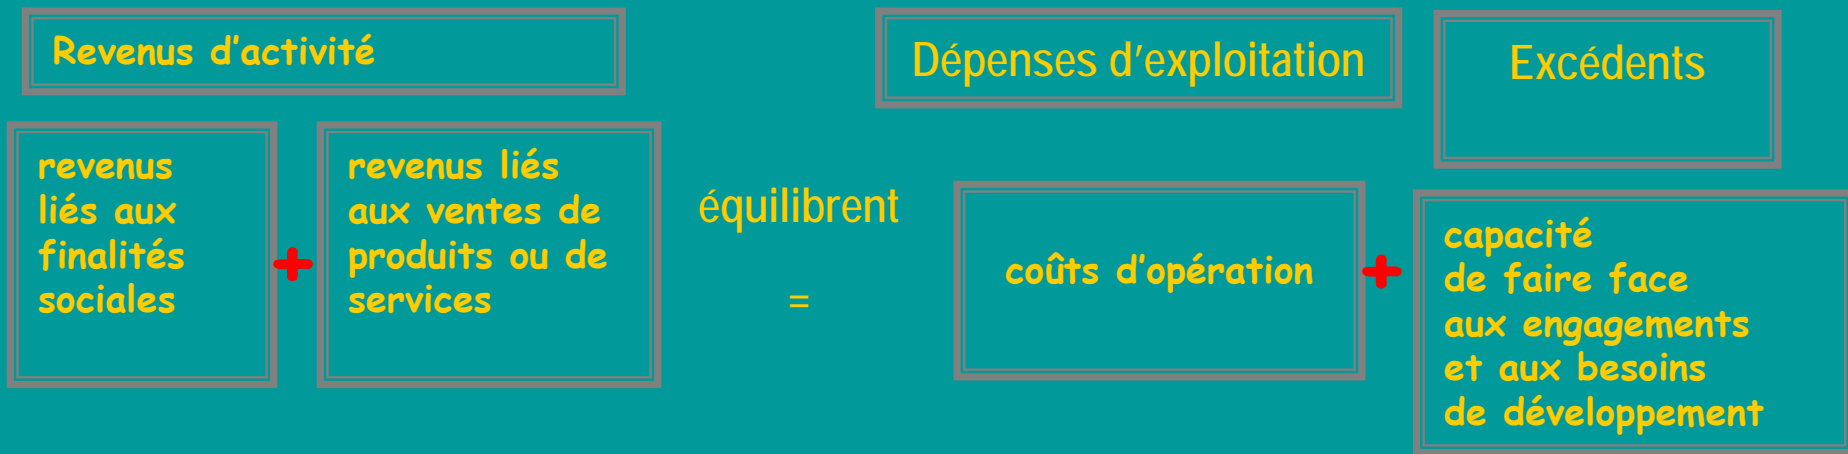 Revenus d'activité
Dépenses d'exploitation
Excédents
revenus
liés aux
finalités
sociales
+
revenus liés
aux ventes de
produits ou de
services
équilibrent
=
coûts d'opération
+
capacité
de faire face
aux engagements
et aux besoins
de développement